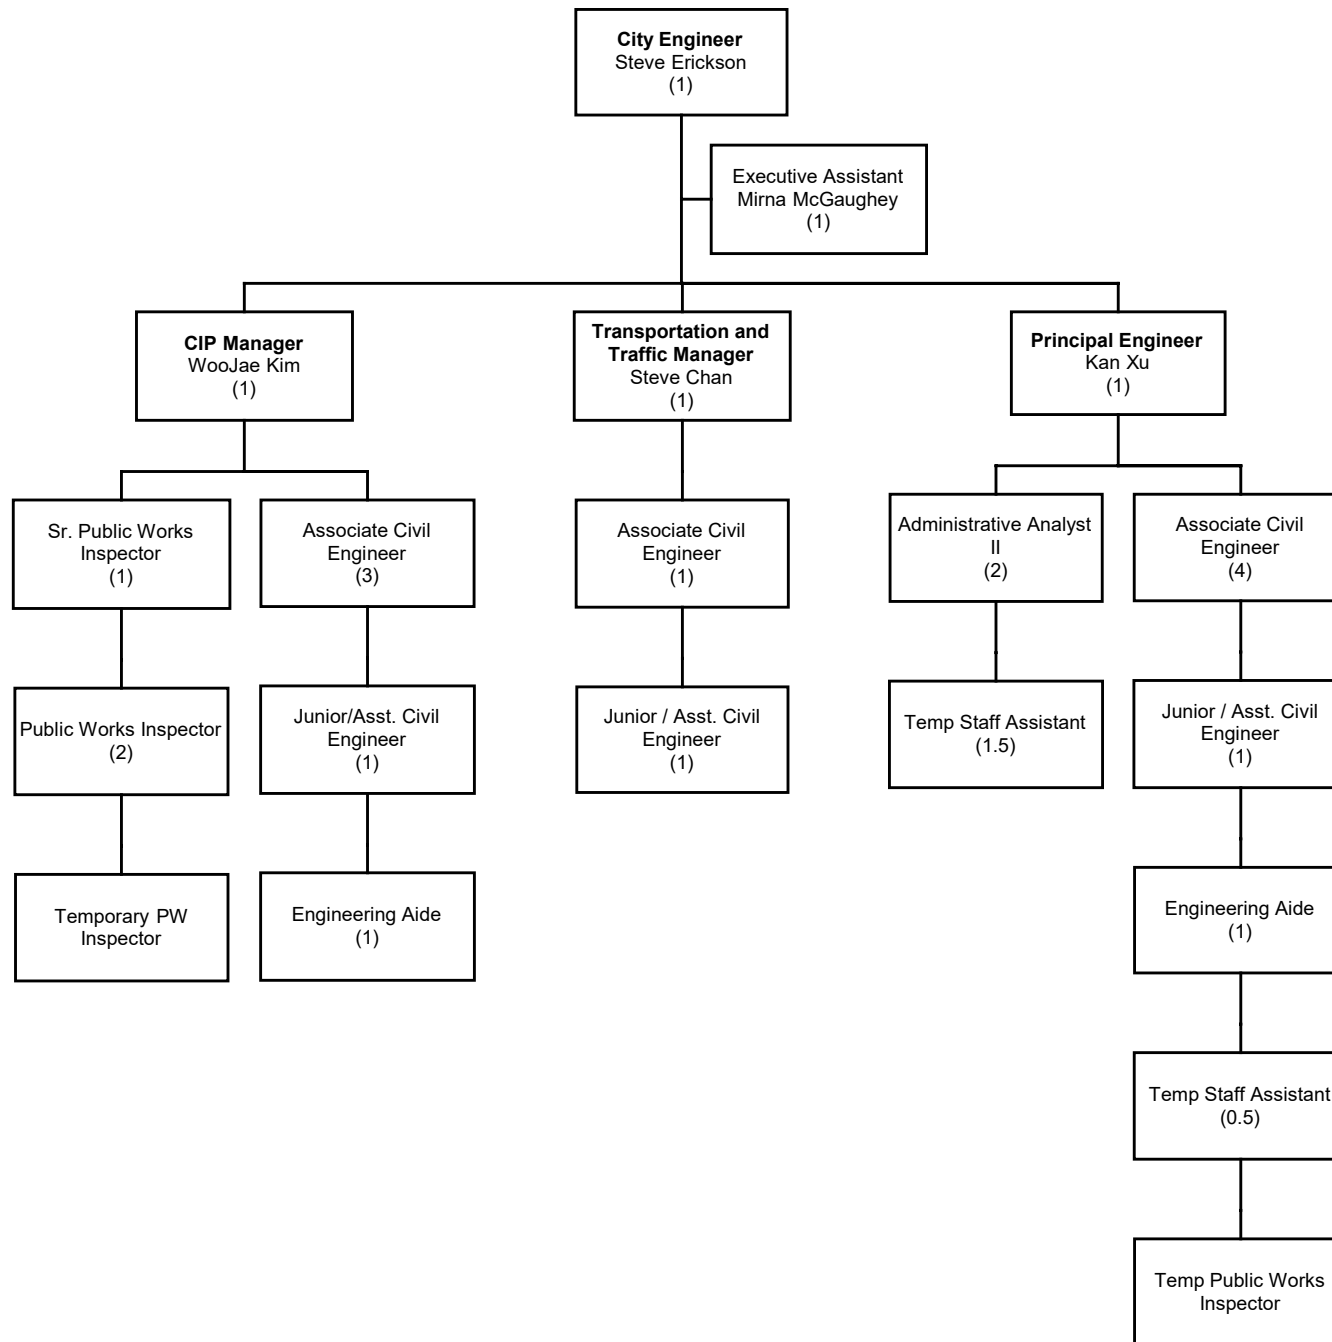 City Engineer
Steve Erickson
(1)
Executive Assistant
Mirna McGaughey
(1)
CIP Manager
WooJae Kim
(1)
Transportation and
Traffic Manager
Steve Chan
(1)
Principal Engineer
Kan Xu
(1)
Sr. Public Works
Inspector
(1)
Associate Civil
Engineer
(3)
Associate Civil
Engineer
(1)
Administrative Analyst
II
(2)
Associate Civil
Engineer
(4)
Public Works Inspector
(2)
Junior/Asst. Civil
Engineer
(1)
Junior / Asst. Civil
Engineer
(1)
Temp Staff Assistant
(1.5)
Junior / Asst. Civil
Engineer
(1)
Temporary PW
Inspector
Engineering Aide
(1)
Engineering Aide
(1)
Temp Staff Assistant
(0.5)
Temp Public Works
Inspector